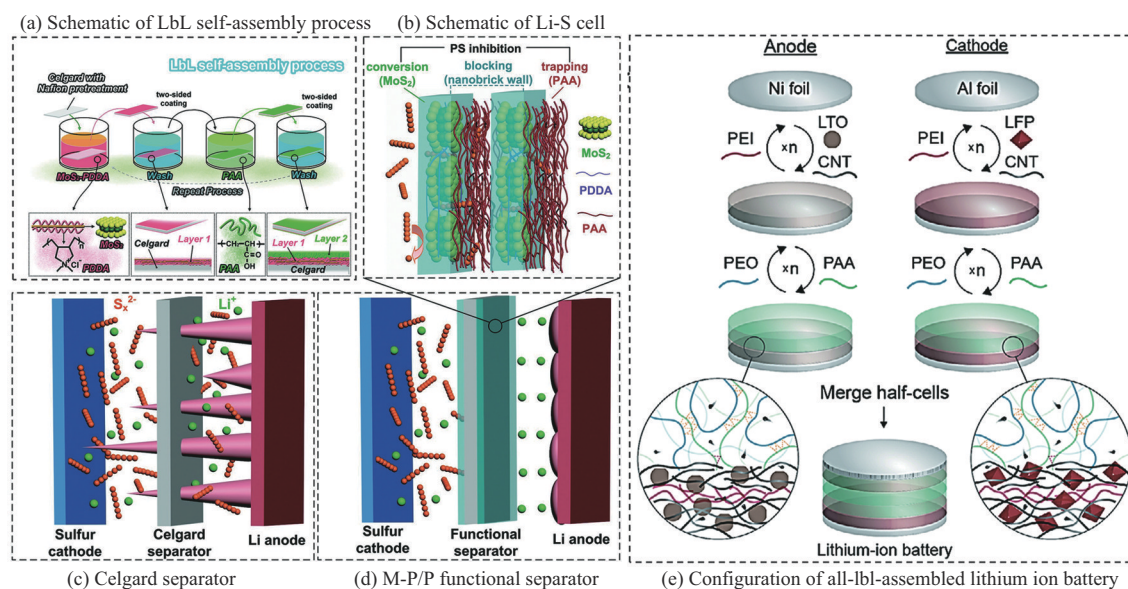 (a) Schematic of LbL self-assembly process
LbL self-assembly process
Celgard with
Nafion pretreatment
two-sided
coating
two-sided
coating
MoS₂-PDDA
Wash
PAA
Wash
Repeat Process
MoS₂
PDDA
N⁺Cl⁻
n
Celgard
Layer 1
PAA
CH₂
CH
C=O
OH
n
Layer 1
Layer 2
Celgard
(b) Schematic of Li-S cell
PS inhibition
conversion
(MoS₂)
blocking
(nanobrick wall)
trapping
(PAA)
MoS₂
PDDA
PAA
Sₓ²⁻
Li⁺
Sulfur
cathode
Celgard
separator
Li anode
(c) Celgard separator
Sulfur
cathode
Functional
separator
Li anode
(d) M-P/P functional separator
Anode
Cathode
Ni foil
Al foil
PEI
×n
LTO
CNT
PEI
×n
LFP
CNT
PEO
×n
PAA
PEO
×n
PAA
Merge half-cells
Lithium-ion battery
(e) Configuration of all-lbl-assembled lithium ion battery